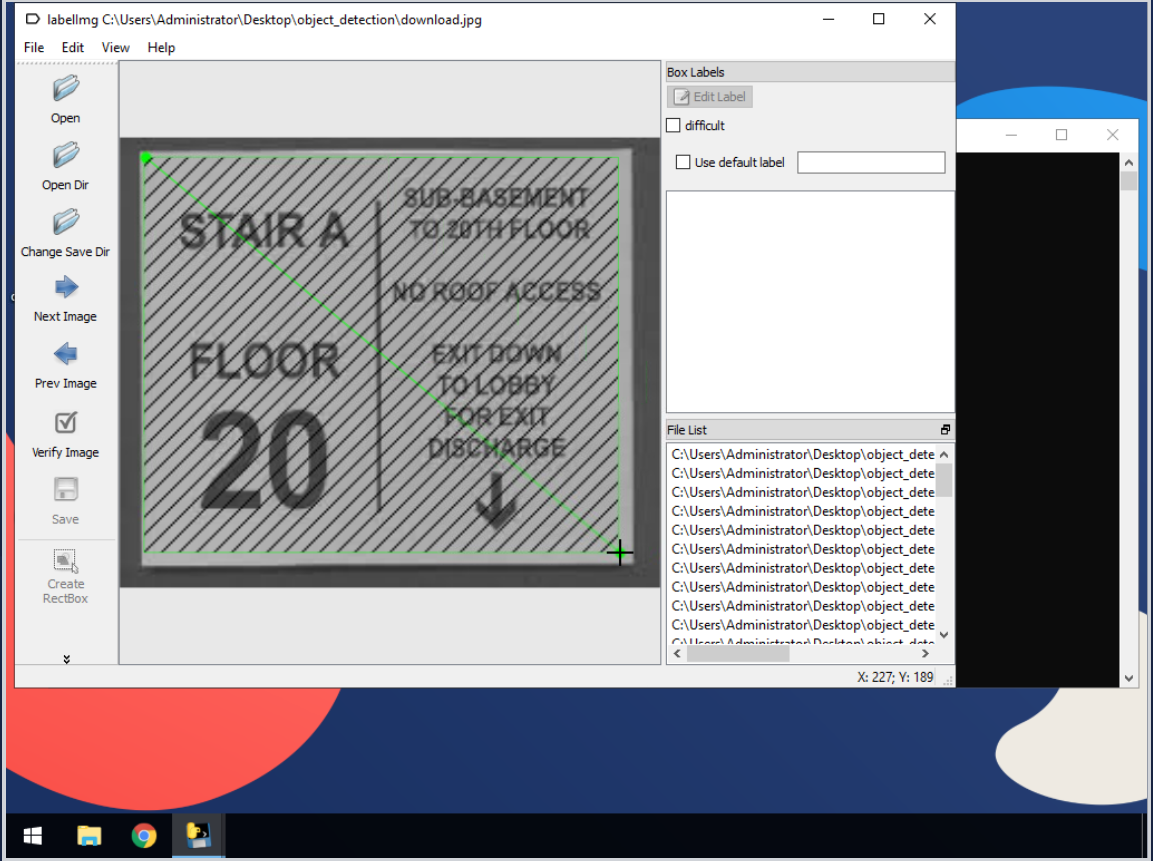 labelImg C:\Users\Administrator\Desktop\object_detection\download.jpg
File Edit View Help
Open
Open Dir
Change Save Dir
Next Image
Prev Image
Verify Image
Save
Create
RectBox
STAIR A
FLOOR
20
SUB-BASEMENT
TO 20TH FLOOR
NO ROOF ACCESS
EXIT DOWN
TO LOBBY
FOR EXIT
DISCHARGE
Box Labels
Edit Label
difficult
Use default label
File List
C:\Users\Administrator\Desktop\object_dete
C:\Users\Administrator\Desktop\object_dete
C:\Users\Administrator\Desktop\object_dete
C:\Users\Administrator\Desktop\object_dete
C:\Users\Administrator\Desktop\object_dete
C:\Users\Administrator\Desktop\object_dete
C:\Users\Administrator\Desktop\object_dete
C:\Users\Administrator\Desktop\object_dete
C:\Users\Administrator\Desktop\object_dete
C:\Users\Administrator\Desktop\object_dete
C:\Users\Administrator\Desktop\object_dete
X: 227; Y: 189